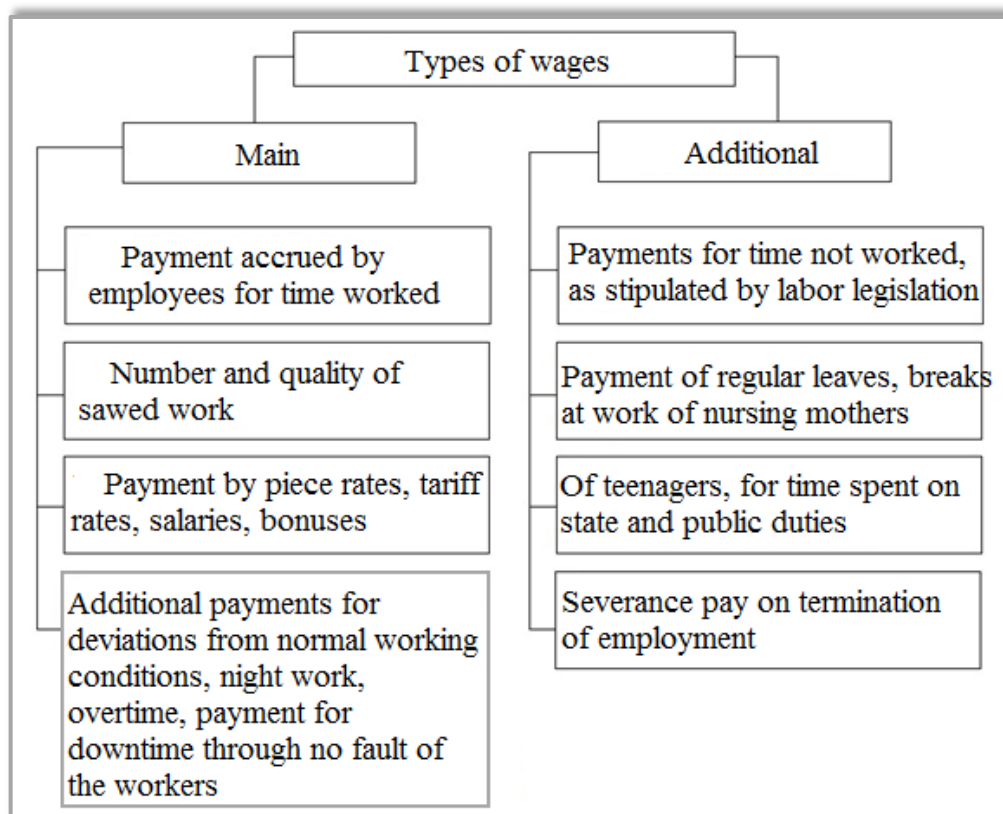 Types of wages
Main
Payment accrued by
employees for time worked
Number and quality of
sawed work
Payment by piece rates, tariff
rates, salaries, bonuses
Additional payments for
deviations from normal working
conditions, night work,
overtime, payment for
downtime through no fault of
the workers
Additional
Payments for time not worked,
as stipulated by labor legislation
Payment of regular leaves, breaks
at work of nursing mothers
Of teenagers, for time spent on
state and public duties
Severance pay on termination
of employment